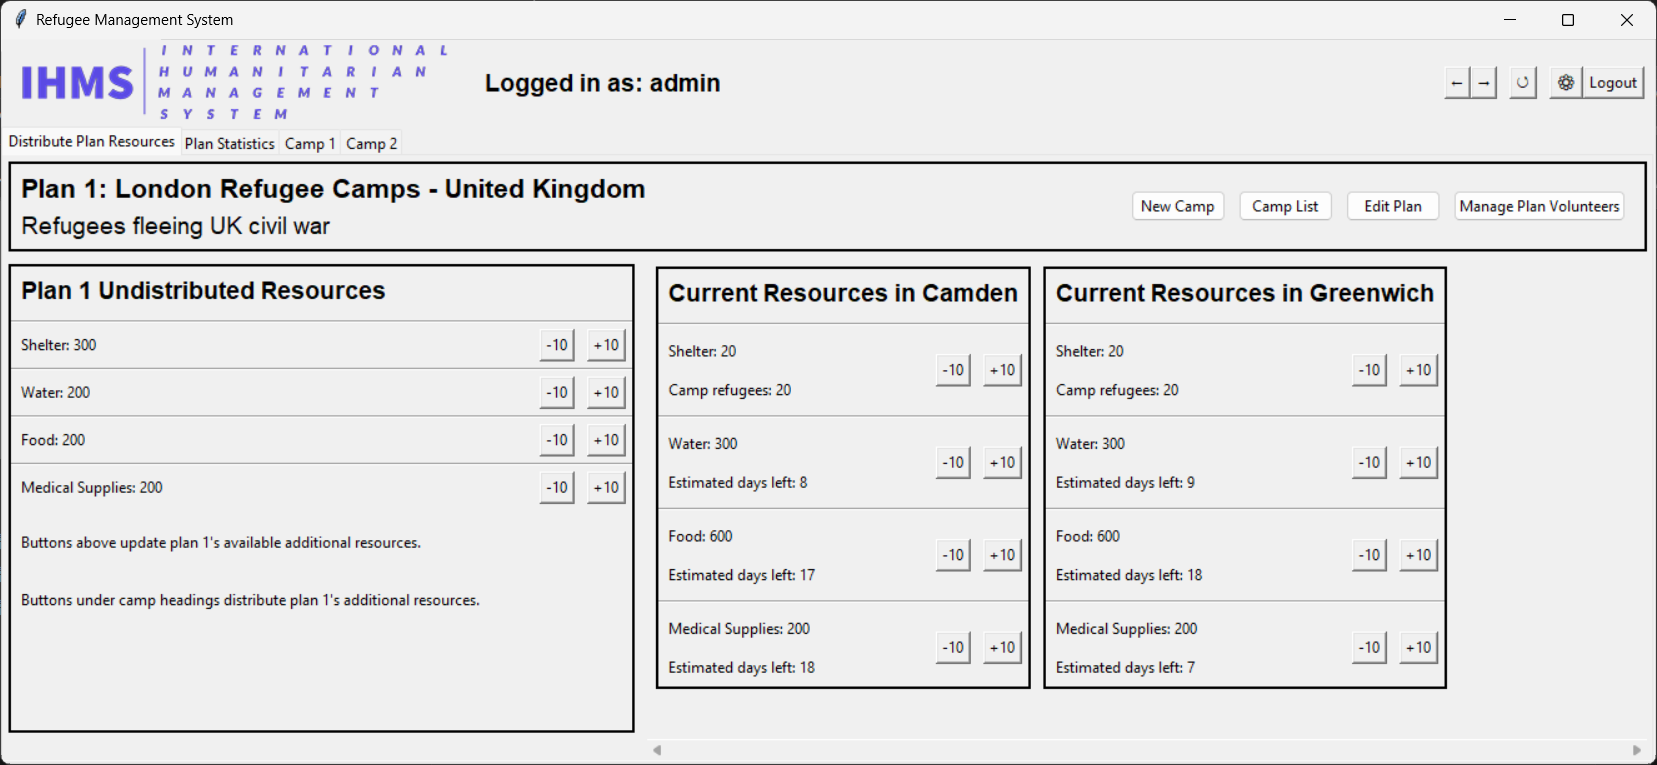 Refugee Management System
IHMS
INTERNATIONAL
HUMANITARIAN
MANAGEMENT
SYSTEM
Logged in as: admin
← → ↺ Logout
Distribute Plan Resources Plan Statistics Camp 1 Camp 2
Plan 1: London Refugee Camps - United Kingdom
Refugees fleeing UK civil war
New Camp Camp List Edit Plan Manage Plan Volunteers
Plan 1 Undistributed Resources
Shelter: 300 -10 +10
Water: 200 -10 +10
Food: 200 -10 +10
Medical Supplies: 200 -10 +10
Buttons above update plan 1's available additional resources.
Buttons under camp headings distribute plan 1's additional resources.
Current Resources in Camden
Shelter: 20
Camp refugees: 20
-10 +10
Water: 300
Estimated days left: 8
-10 +10
Food: 600
Estimated days left: 17
-10 +10
Medical Supplies: 200
Estimated days left: 18
-10 +10
Current Resources in Greenwich
Shelter: 20
Camp refugees: 20
-10 +10
Water: 300
Estimated days left: 9
-10 +10
Food: 600
Estimated days left: 18
-10 +10
Medical Supplies: 200
Estimated days left: 7
-10 +10